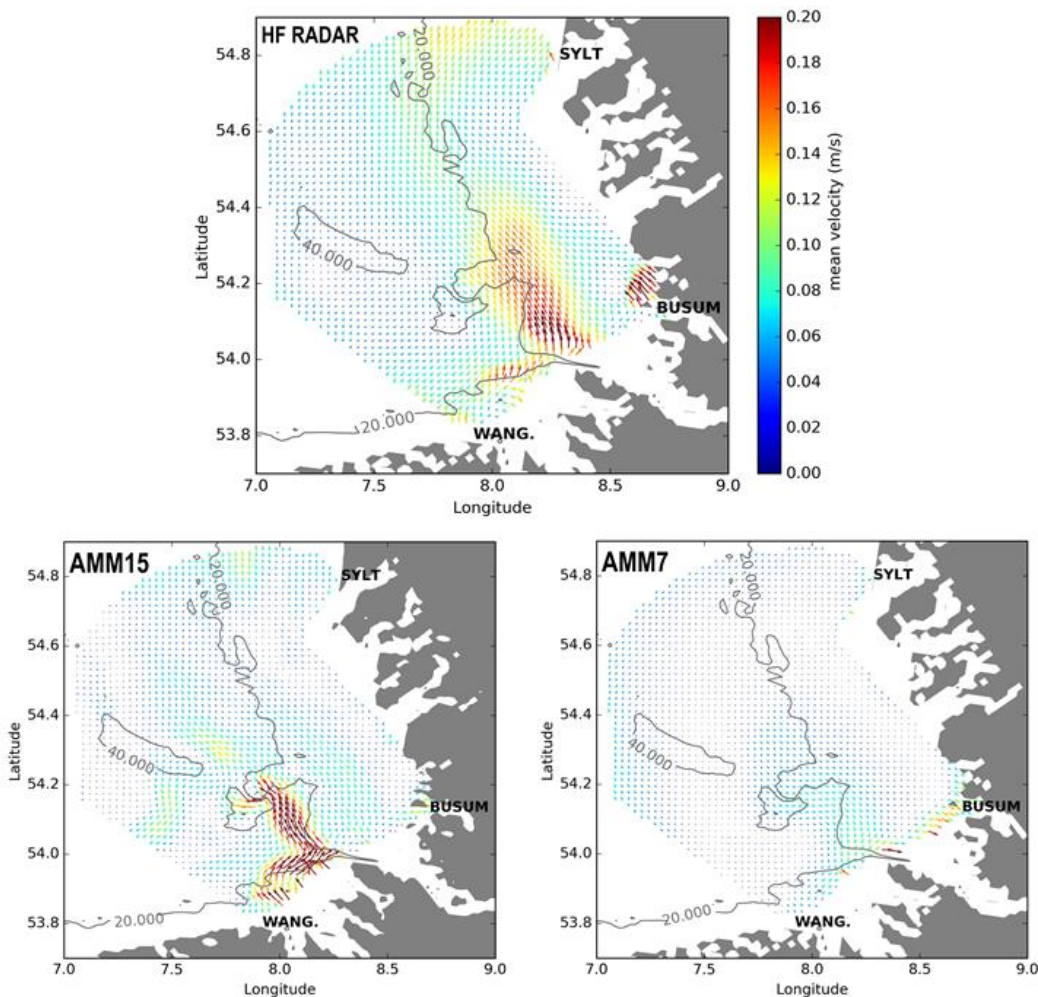 HF RADAR
20.000
SYLT
54.8
54.6
54.4
54.2
54.0
53.8
Latitude
40.000
BUSUM
20.000
WANG.
7.0 7.5 8.0 8.5 9.0
Longitude
0.20
0.18
0.16
0.14
0.12
0.10
0.08
0.06
0.04
0.02
0.00
mean velocity (m/s)
AMM15
20.000
SYLT
54.8
54.6
54.4
54.2
54.0
53.8
Latitude
40.000
BUSUM
20.000
WANG.
7.0 7.5 8.0 8.5 9.0
Longitude
AMM7
20.000
SYLT
54.8
54.6
54.4
54.2
54.0
53.8
Latitude
40.000
BUSUM
20.000
WANG.
7.0 7.5 8.0 8.5 9.0
Longitude